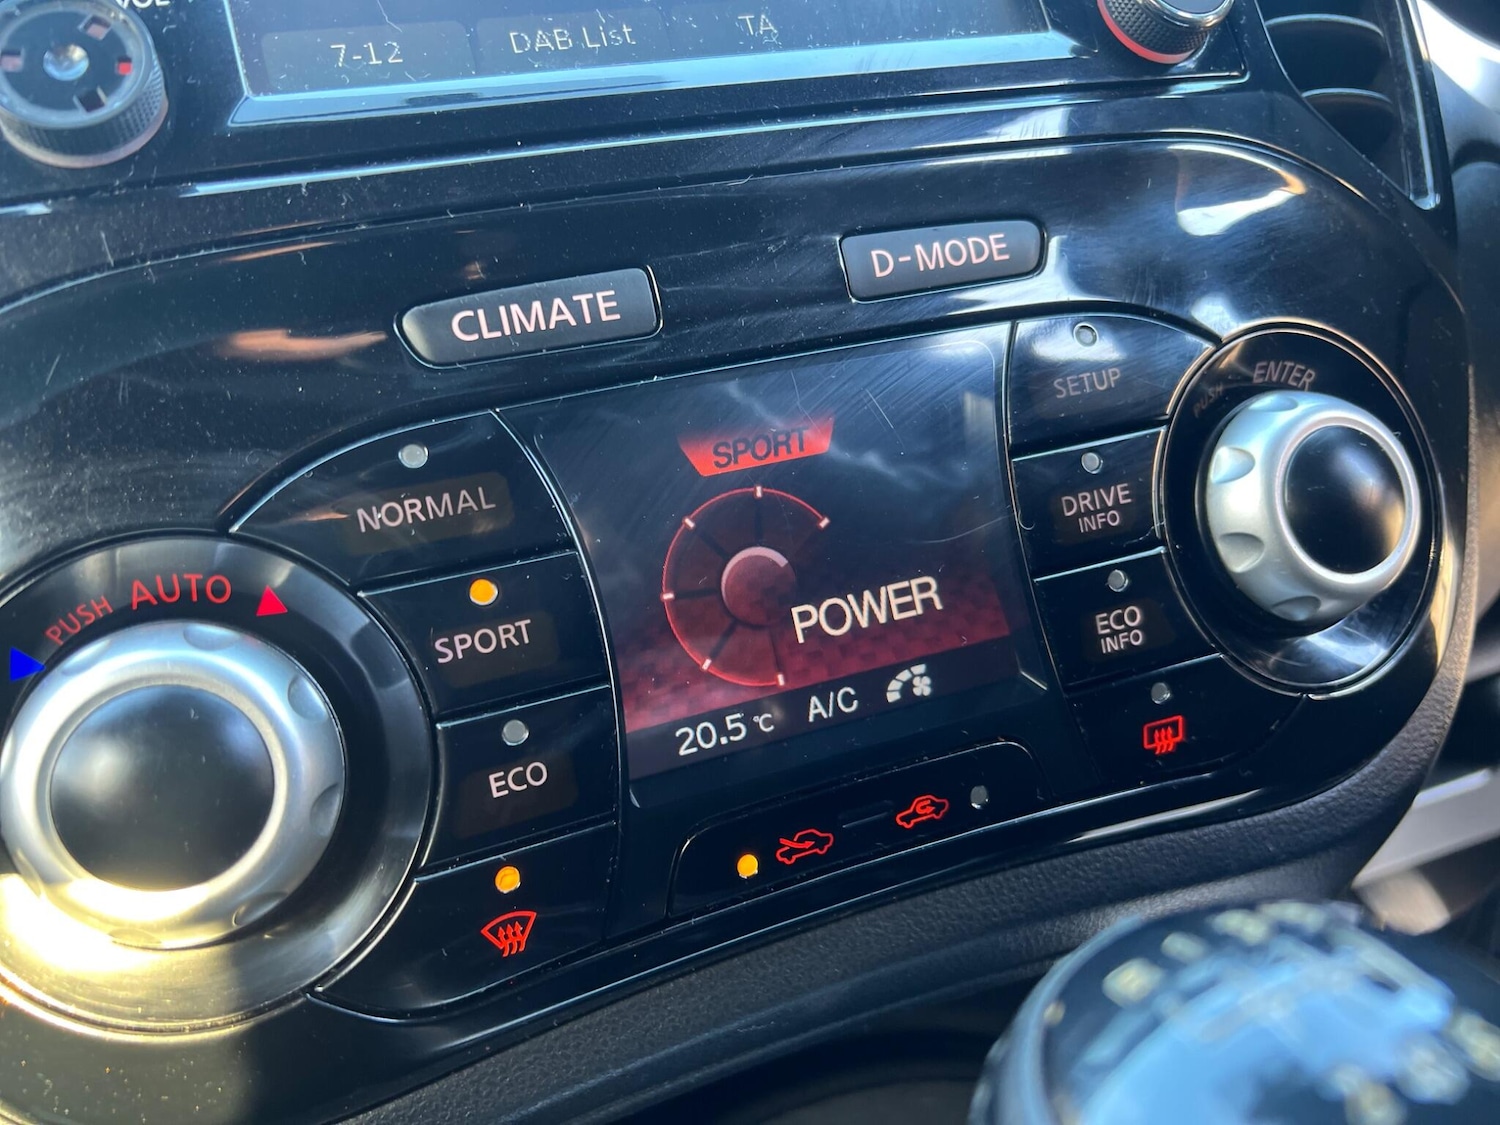 VOL
7-12
DAB List
TA
CLIMATE
D-MODE
SETUP
PUSH ENTER
NORMAL
SPORT
DRIVE
INFO
PUSH AUTO
SPORT
POWER
ECO
INFO
ECO
20.5°C A/C